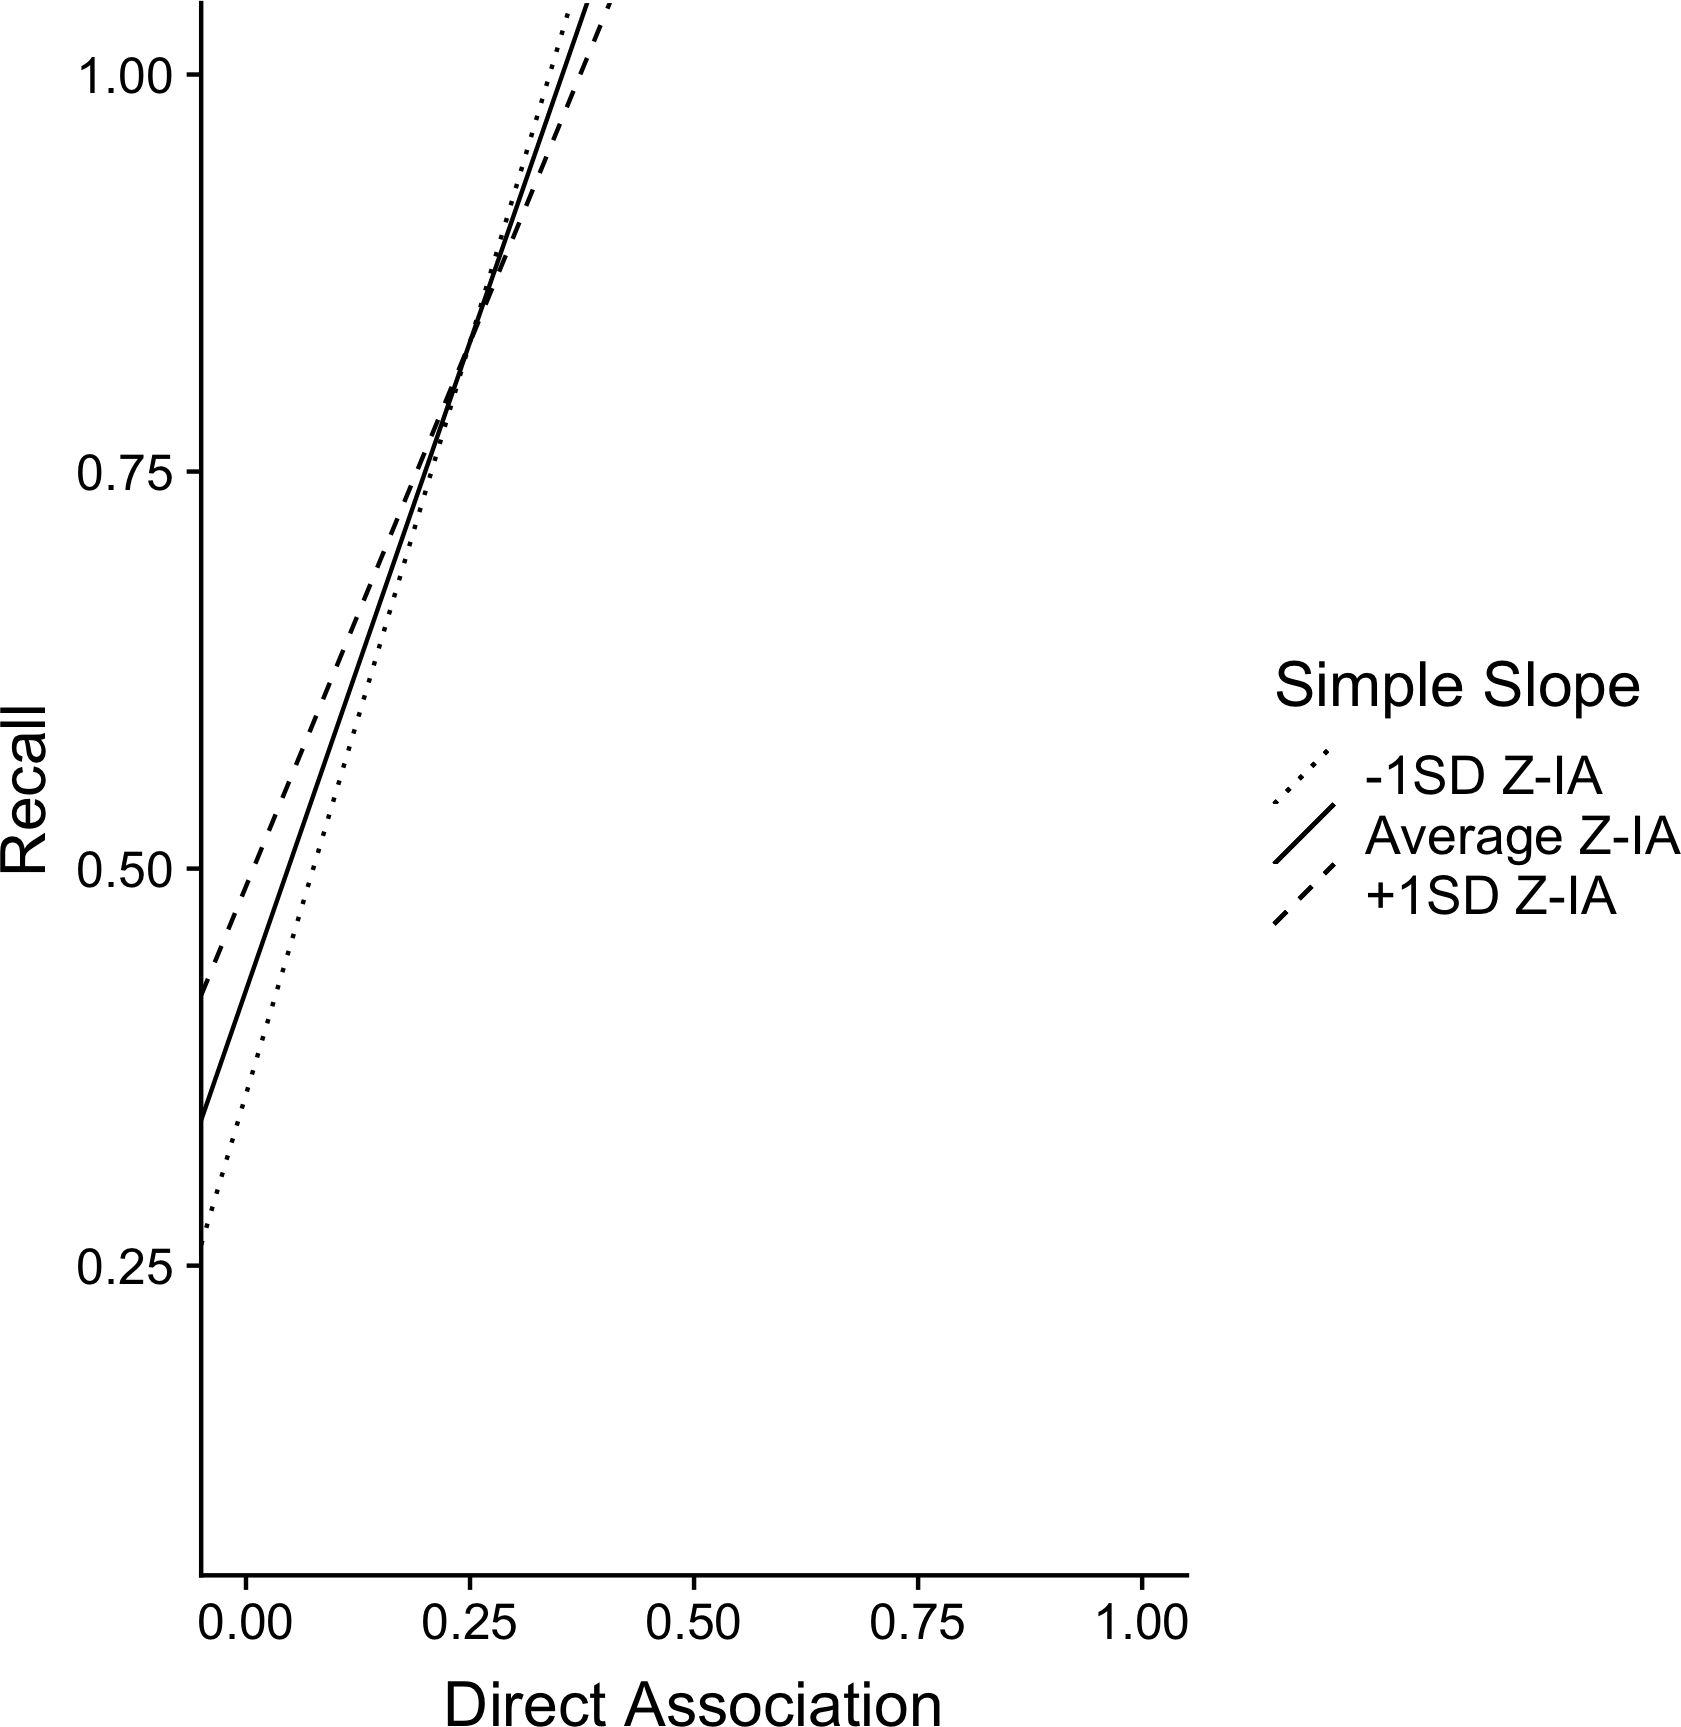 1.00
0.75
0.50
0.25
Recall
0.00 0.25 0.50 0.75 1.00
Direct Association
Simple Slope
-1SD Z-IA
Average Z-IA
+1SD Z-IA